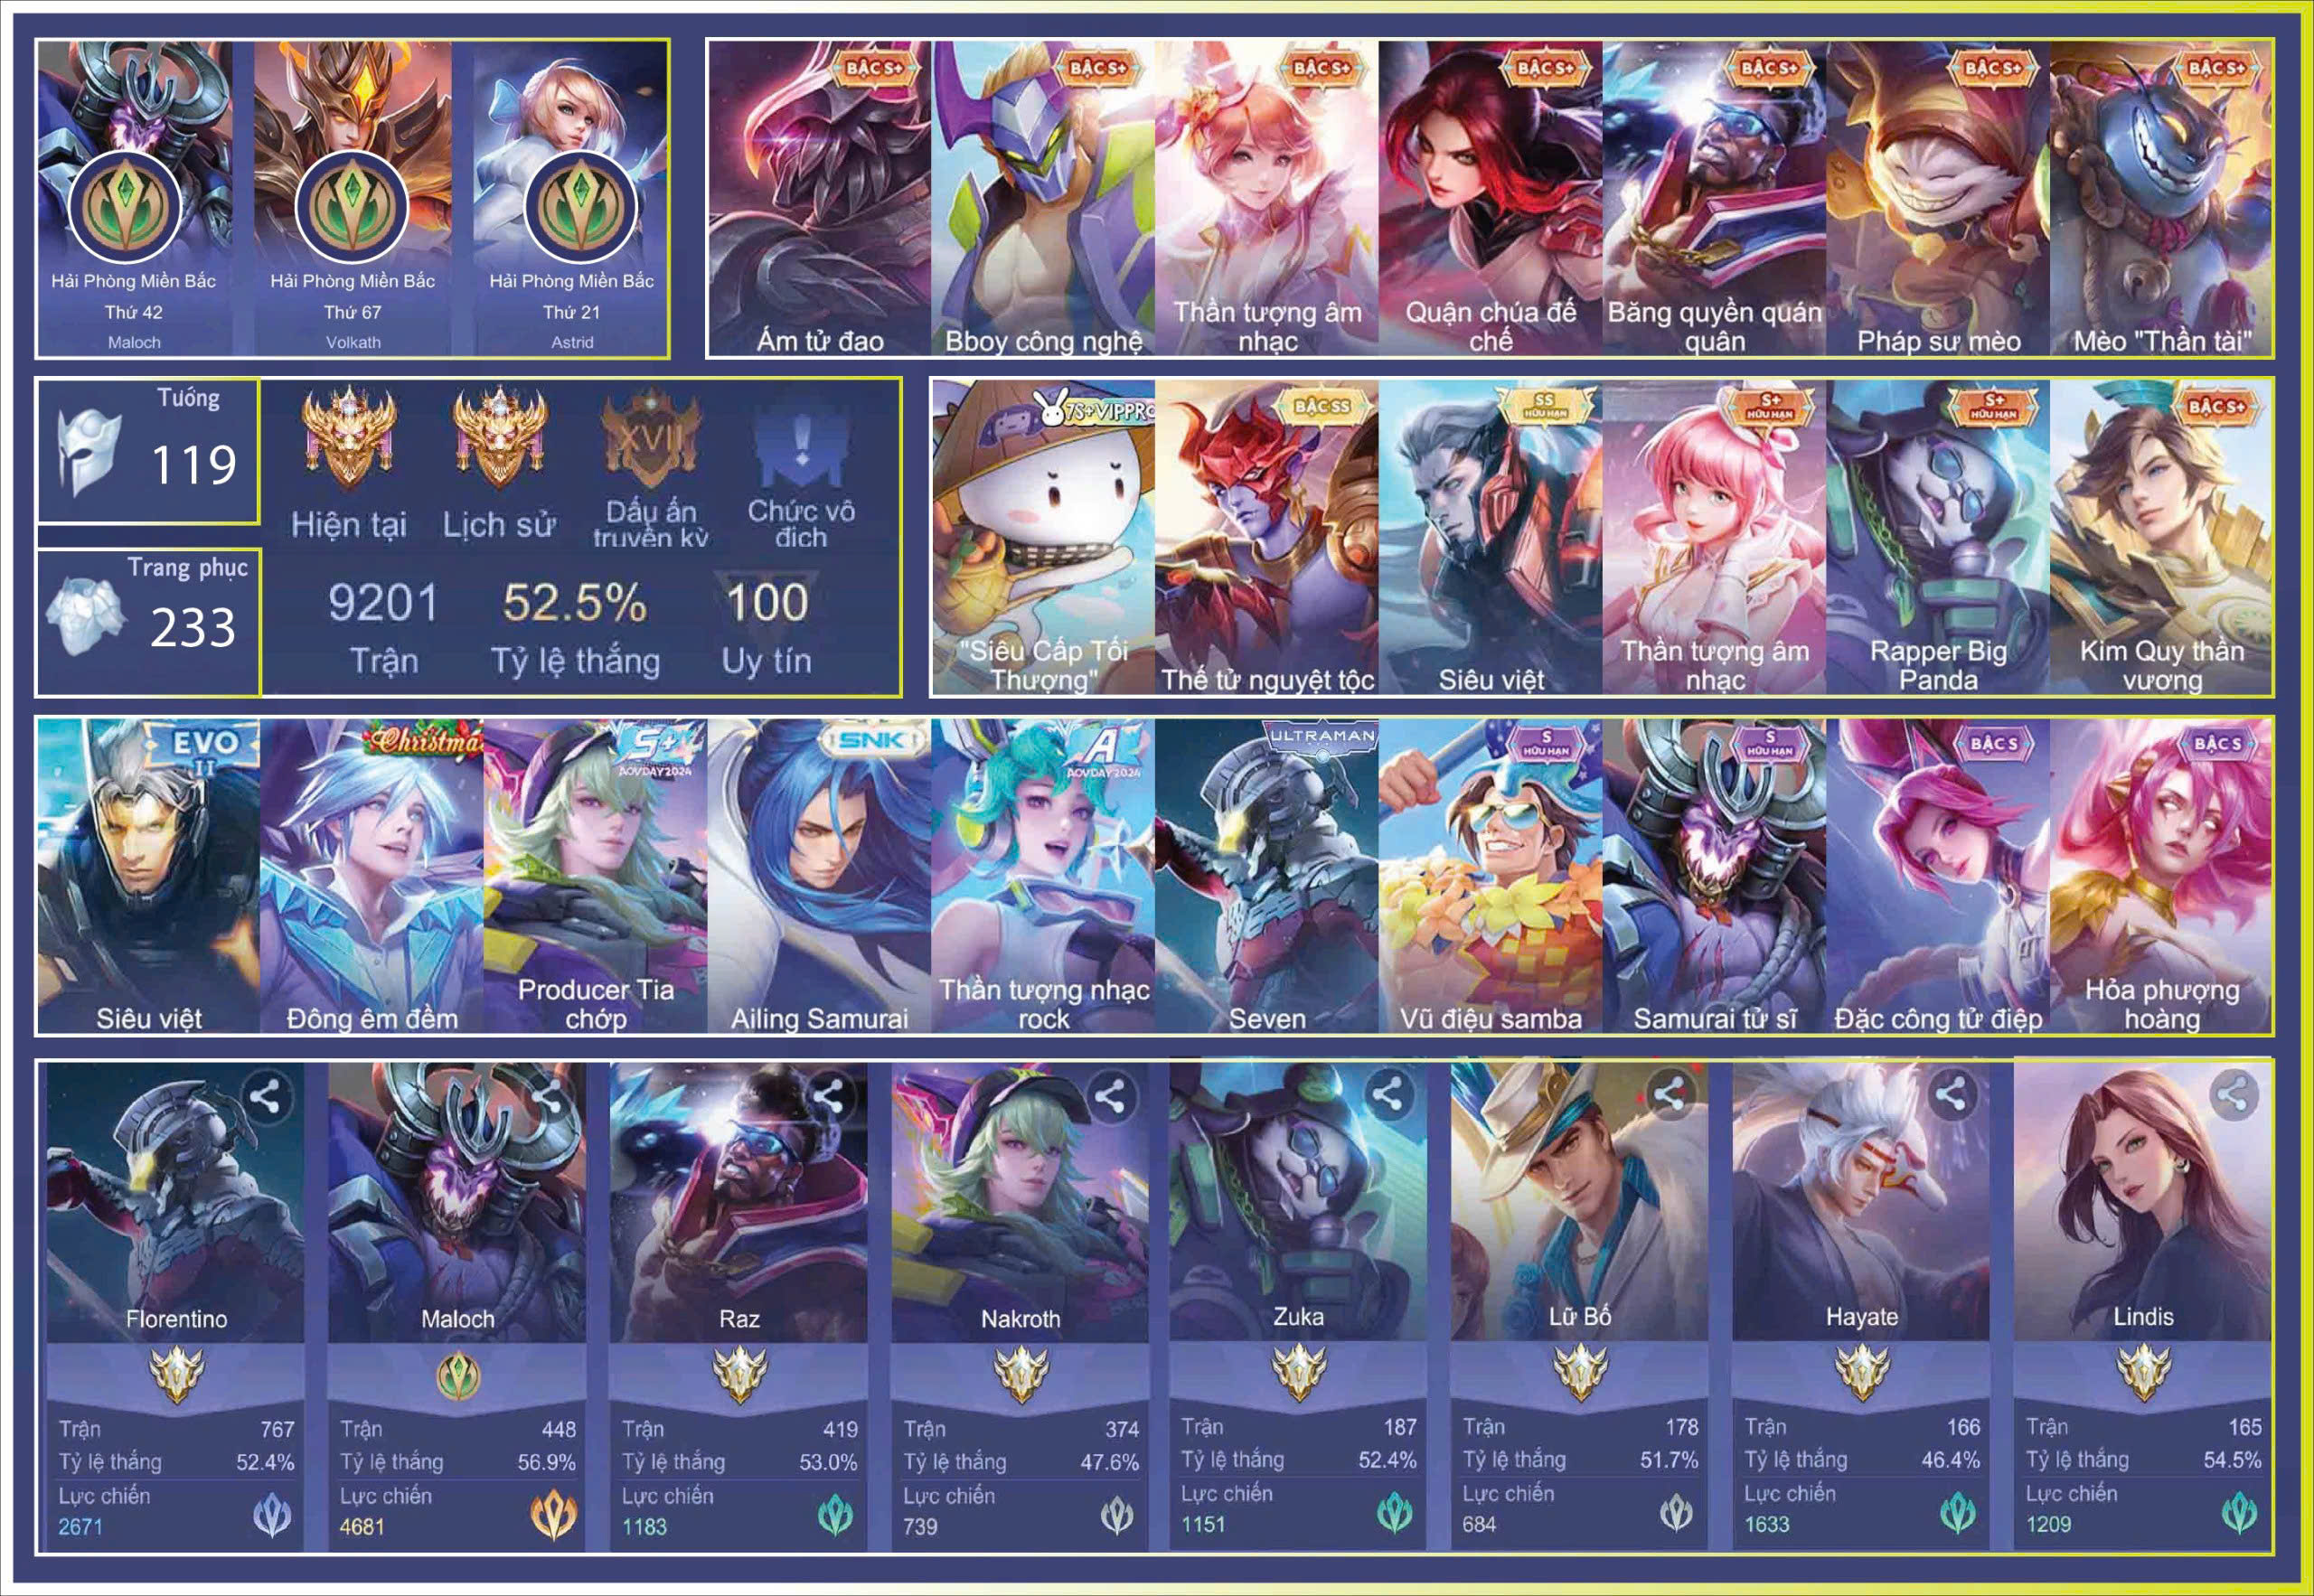 Hải Phòng Miền Bắc
Thứ 42
Maloch
Hải Phòng Miền Bắc
Thứ 67
Volkath
Hải Phòng Miền Bắc
Thứ 21
Astrid
BẬC S+
Ám tử đao
BẬC S+
Bboy công nghệ
BẬC S+
Thần tượng âm
nhạc
BẬC S+
Quận chúa đế
chế
BẬC S+
Băng quyền quán
quân
BẬC S+
Pháp sư mèo
BẬC S+
Mèo "Thần tài"
Tướng
119
Trang phục
233
Hiện tại
Lịch sử
XVII
Dấu ấn
truyền kỳ
Chức vô
địch
9201
Trận
52.5%
Tỷ lệ thắng
100
Uy tín
7S+VIPPRO
"Siêu Cấp Tối
Thượng"
BẬC SS
Thế tử nguyệt tộc
SS
HỮU HẠN
Siêu việt
S+
HỮU HẠN
Thần tượng âm
nhạc
S+
HỮU HẠN
Rapper Big
Panda
BẬC S+
Kim Quy thần
vương
EVO
II
Siêu việt
Christma
Đông êm đềm
S+
AOVDAY2024
Producer Tia
chớp
SNK
Ailing Samurai
A
AOVDAY2024
Thần tượng nhạc
rock
ULTRAMAN
Seven
S
HỮU HẠN
Vũ điệu samba
S
HỮU HẠN
Samurai tử sĩ
BẬC S
Đặc công tử điệp
BẬC S
Hỏa phượng
hoàng
Florentino
Trận 767
Tỷ lệ thắng 52.4%
Lực chiến
2671
Maloch
Trận 448
Tỷ lệ thắng 56.9%
Lực chiến
4681
Raz
Trận 419
Tỷ lệ thắng 53.0%
Lực chiến
1183
Nakroth
Trận 374
Tỷ lệ thắng 47.6%
Lực chiến
739
Zuka
Trận 187
Tỷ lệ thắng 52.4%
Lực chiến
1151
Lữ Bố
Trận 178
Tỷ lệ thắng 51.7%
Lực chiến
684
Hayate
Trận 166
Tỷ lệ thắng 46.4%
Lực chiến
1633
Lindis
Trận 165
Tỷ lệ thắng 54.5%
Lực chiến
1209